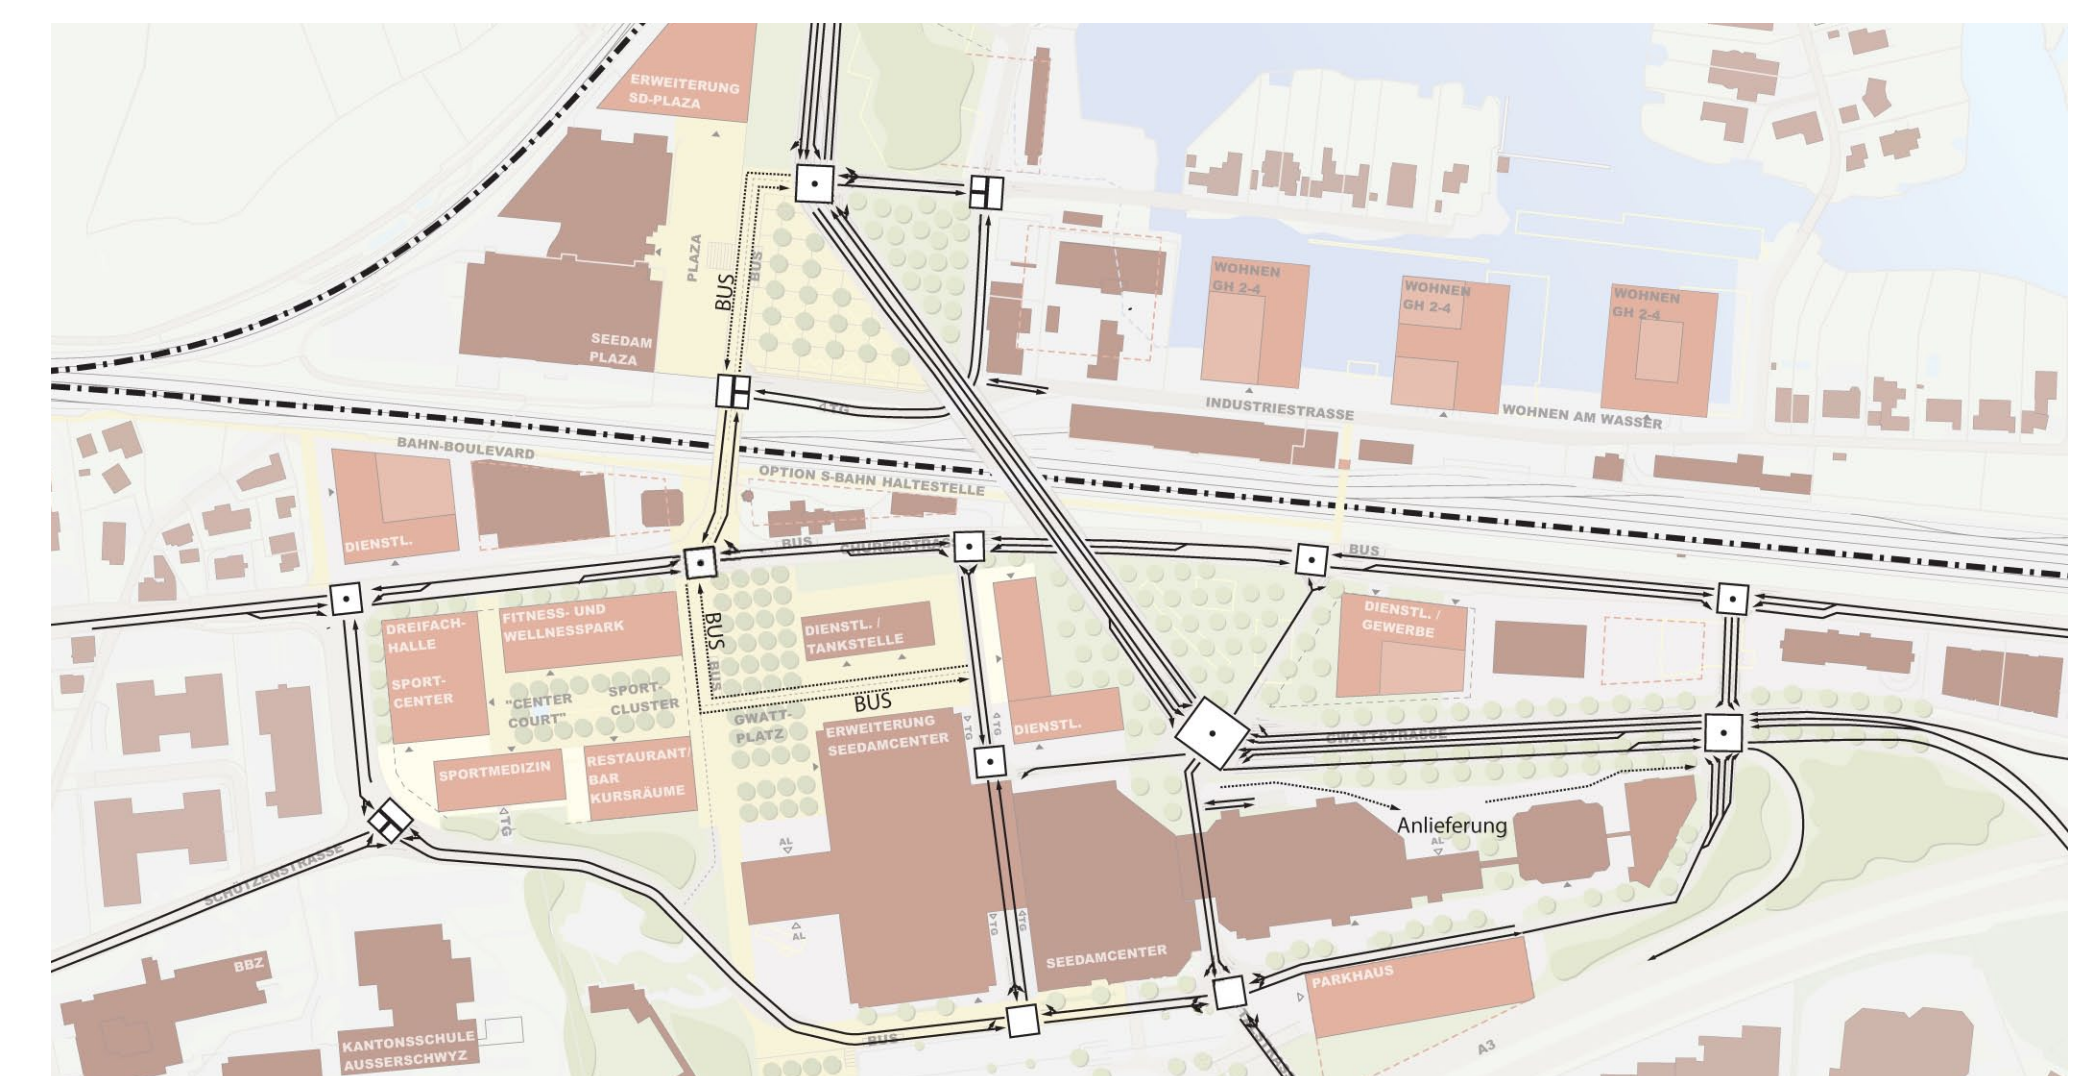 ERWEITERUNG
SD-PLAZA
PLAZA
BUS
BUS
SEEDAM
PLAZA
WOHNEN
GH 2-4
WOHNEN
GH 2-4
WOHNEN
GH 2-4
TG
INDUSTRIESTRASSE
WOHNEN AM WASSER
BAHN-BOULEVARD
OPTION S-BAHN HALTESTELLE
DIENSTL.
BUS
BUS
DREIFACH-
HALLE
SPORT-
CENTER
FITNESS- UND
WELLNESSPARK
BUS
BUS
DIENSTL. /
TANKSTELLE
DIENSTL. /
GEWERBE
"CENTER
COURT"
SPORT-
CLUSTER
BUS
GWATT-
PLATZ
ERWEITERUNG
SEEDAMCENTER
TG
TG
DIENSTL.
GWATTSTRASSE
SPORTMEDIZIN
RESTAURANT/
BAR
KURSRÄUME
TG
Anlieferung
AL
AL
SCHÜTZENSTRASSE
AL
TG
TG
BBZ
SEEDAMCENTER
PARKHAUS
KANTONSSCHULE
AUSSERSCHWYZ
BUS
A3